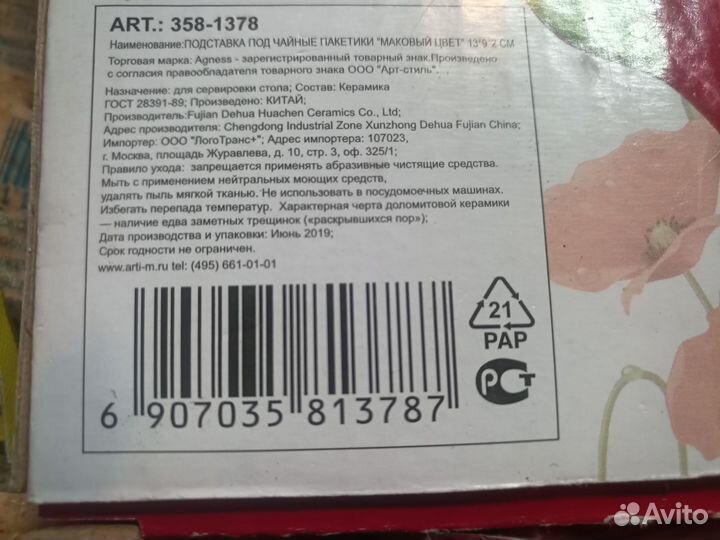 ART.: 358-1378
Наименование:ПОДСТАВКА ПОД ЧАЙНЫЕ ПАКЕТИКИ "МАКОВЫЙ ЦВЕТ" 13*9*2 СМ
Торговая марка: Agness - зарегистрированный товарный знак.Произведено
с согласия правообладателя товарного знака ООО "Арт-стиль";
Назначение: для сервировки стола; Состав: Керамика
ГОСТ 28391-89; Произведено: КИТАЙ;
Производитель:Fujian Dehua Huachen Ceramics Co., Ltd;
Адрес производителя: Chengdong Industrial Zone Xunzhong Dehua Fujian China;
Импортер: ООО "ЛогоТранс+"; Адрес импортера: 107023,
г. Москва, площадь Журавлева, д. 10, стр. 3, оф. 325/1;
Правило ухода: запрещается применять абразивные чистящие средства.
Мыть с применением нейтральных моющих средств,
удалять пыль мягкой тканью. Не использовать в посудомоечных машинах.
Избегать перепада температур. Характерная черта доломитовой керамики
— наличие едва заметных трещинок («раскрывшихся пор»);
Дата производства и упаковки: Июнь 2019;
Срок годности не ограничен.
www.arti-m.ru tel: (495) 661-01-01
21
PAP
РСТ
6 907035 813787
Avito